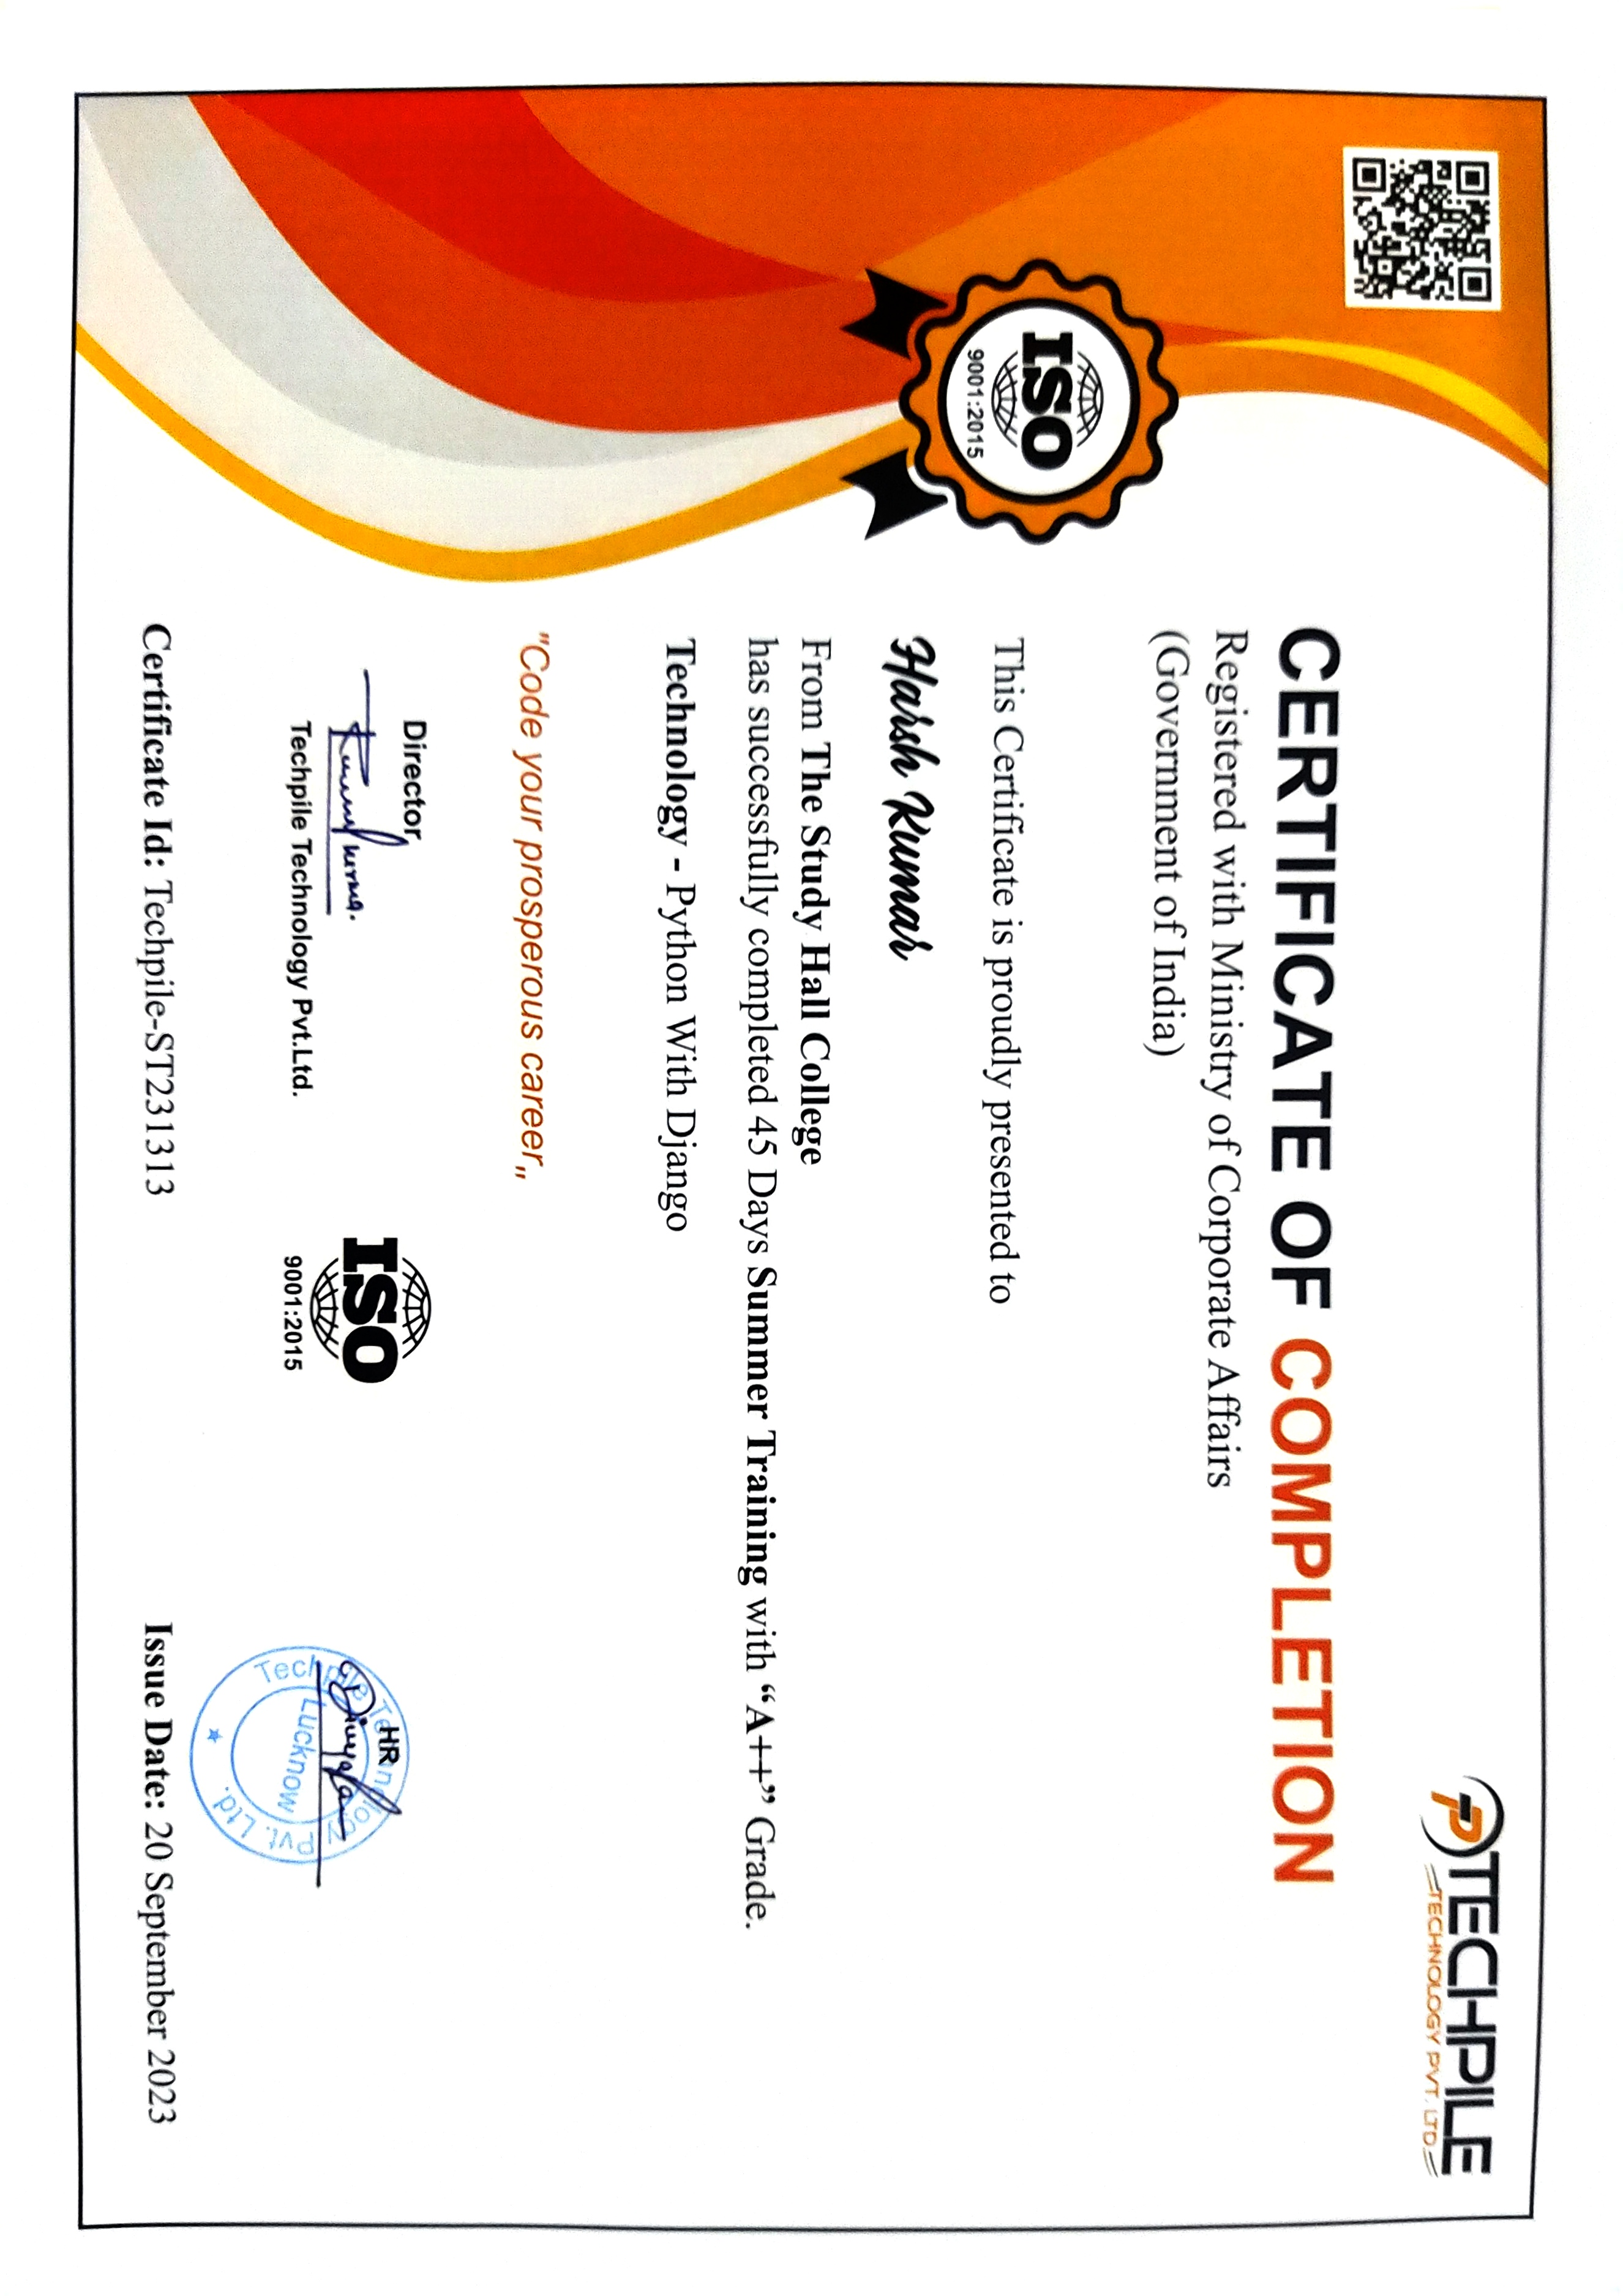 TECHPILE
TECHNOLOGY PVT. LTD.
CERTIFICATE OF COMPLETION
Registered with Ministry of Corporate Affairs
(Government of India)
ISO
9001:2015
This Certificate is proudly presented to
Harsh Kumar
From The Study Hall College
has successfully completed 45 Days Summer Training with “A++” Grade.
Technology - Python With Django
"Code your prosperous career„
Director
Techpile Technology Pvt.Ltd.
ISO
9001:2015
HR
Techpile Technology Pvt. Ltd.
Lucknow
Certificate Id: Techpile-ST231313
Issue Date: 20 September 2023